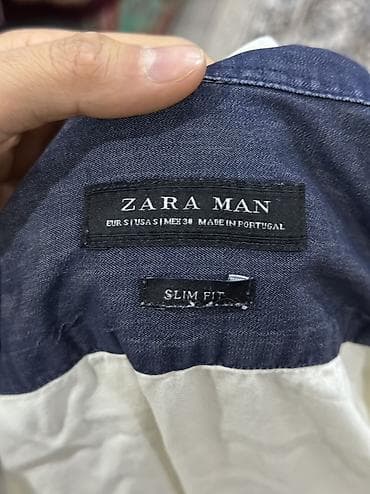 ZARA MAN
EUR S | USA S | MEX 38 MADE IN PORTUGAL
SLIM FIT